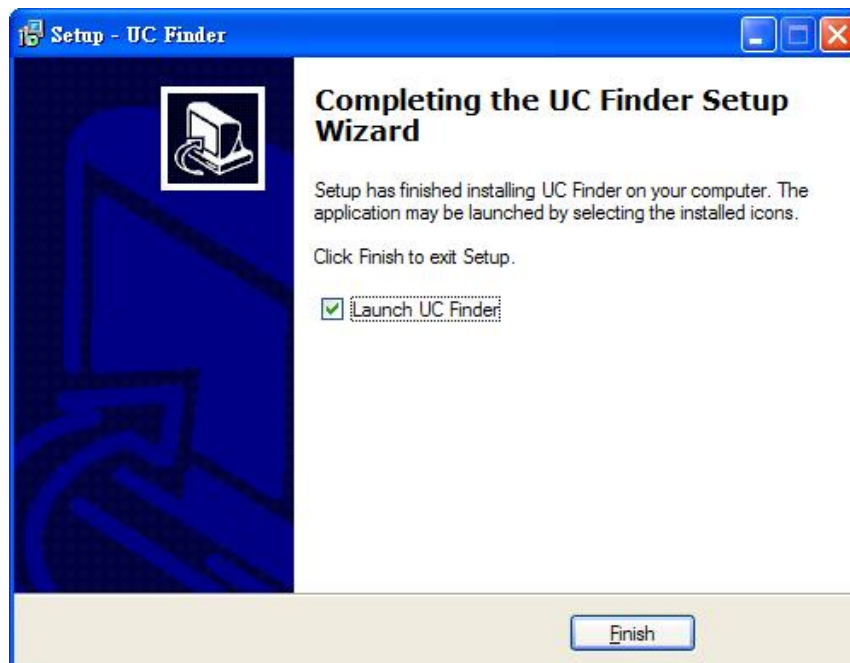 Setup - UC Finder
Completing the UC Finder Setup
Wizard
Setup has finished installing UC Finder on your computer. The
application may be launched by selecting the installed icons.
Click Finish to exit Setup.
Launch UC Finder
Finish